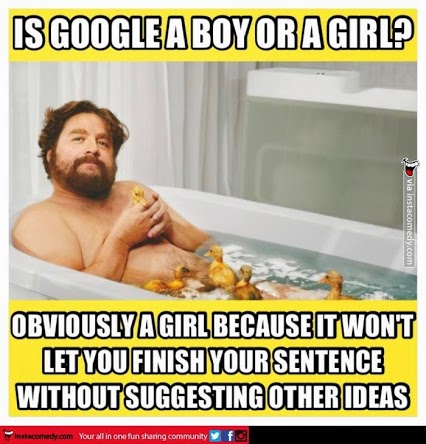 IS GOOGLE A BOY OR A GIRL?
via instacomedy.com
OBVIOUSLY A GIRL BECAUSE IT WON'T
LET YOU FINISH YOUR SENTENCE
WITHOUT SUGGESTING OTHER IDEAS
instacomedy.com Your all in one fun sharing community